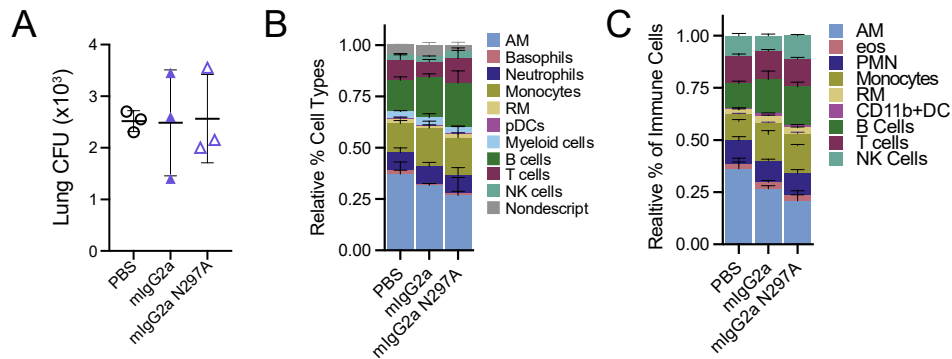 A
Lung CFU (x10³)
4
3
2
1
0
PBS
mIgG2a
mIgG2a N297A
B
Relative % Cell Types
1.00
0.75
0.50
0.25
0.00
PBS
mIgG2a
mIgG2a N297A
AM
Basophils
Neutrophils
Monocytes
RM
pDCs
Myeloid cells
B cells
T cells
NK cells
Nondescript
C
Realtive % of Immune Cells
1.00
0.75
0.50
0.25
0.00
PBS
mIgG2a
mIgG2a N297A
AM
eos
PMN
Monocytes
RM
CD11b+DC
B Cells
T cells
NK Cells